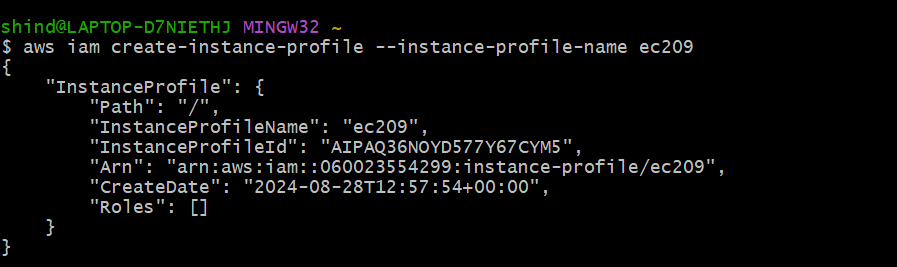 shind@LAPTOP-D7NIETHJ MINGW32 ~
$ aws iam create-instance-profile --instance-profile-name ec209
{
    "InstanceProfile": {
        "Path": "/",
        "InstanceProfileName": "ec209",
        "InstanceProfileId": "AIPAQ36NOYD577Y67CYM5",
        "Arn": "arn:aws:iam::060023554299:instance-profile/ec209",
        "CreateDate": "2024-08-28T12:57:54+00:00",
        "Roles": []
    }
}